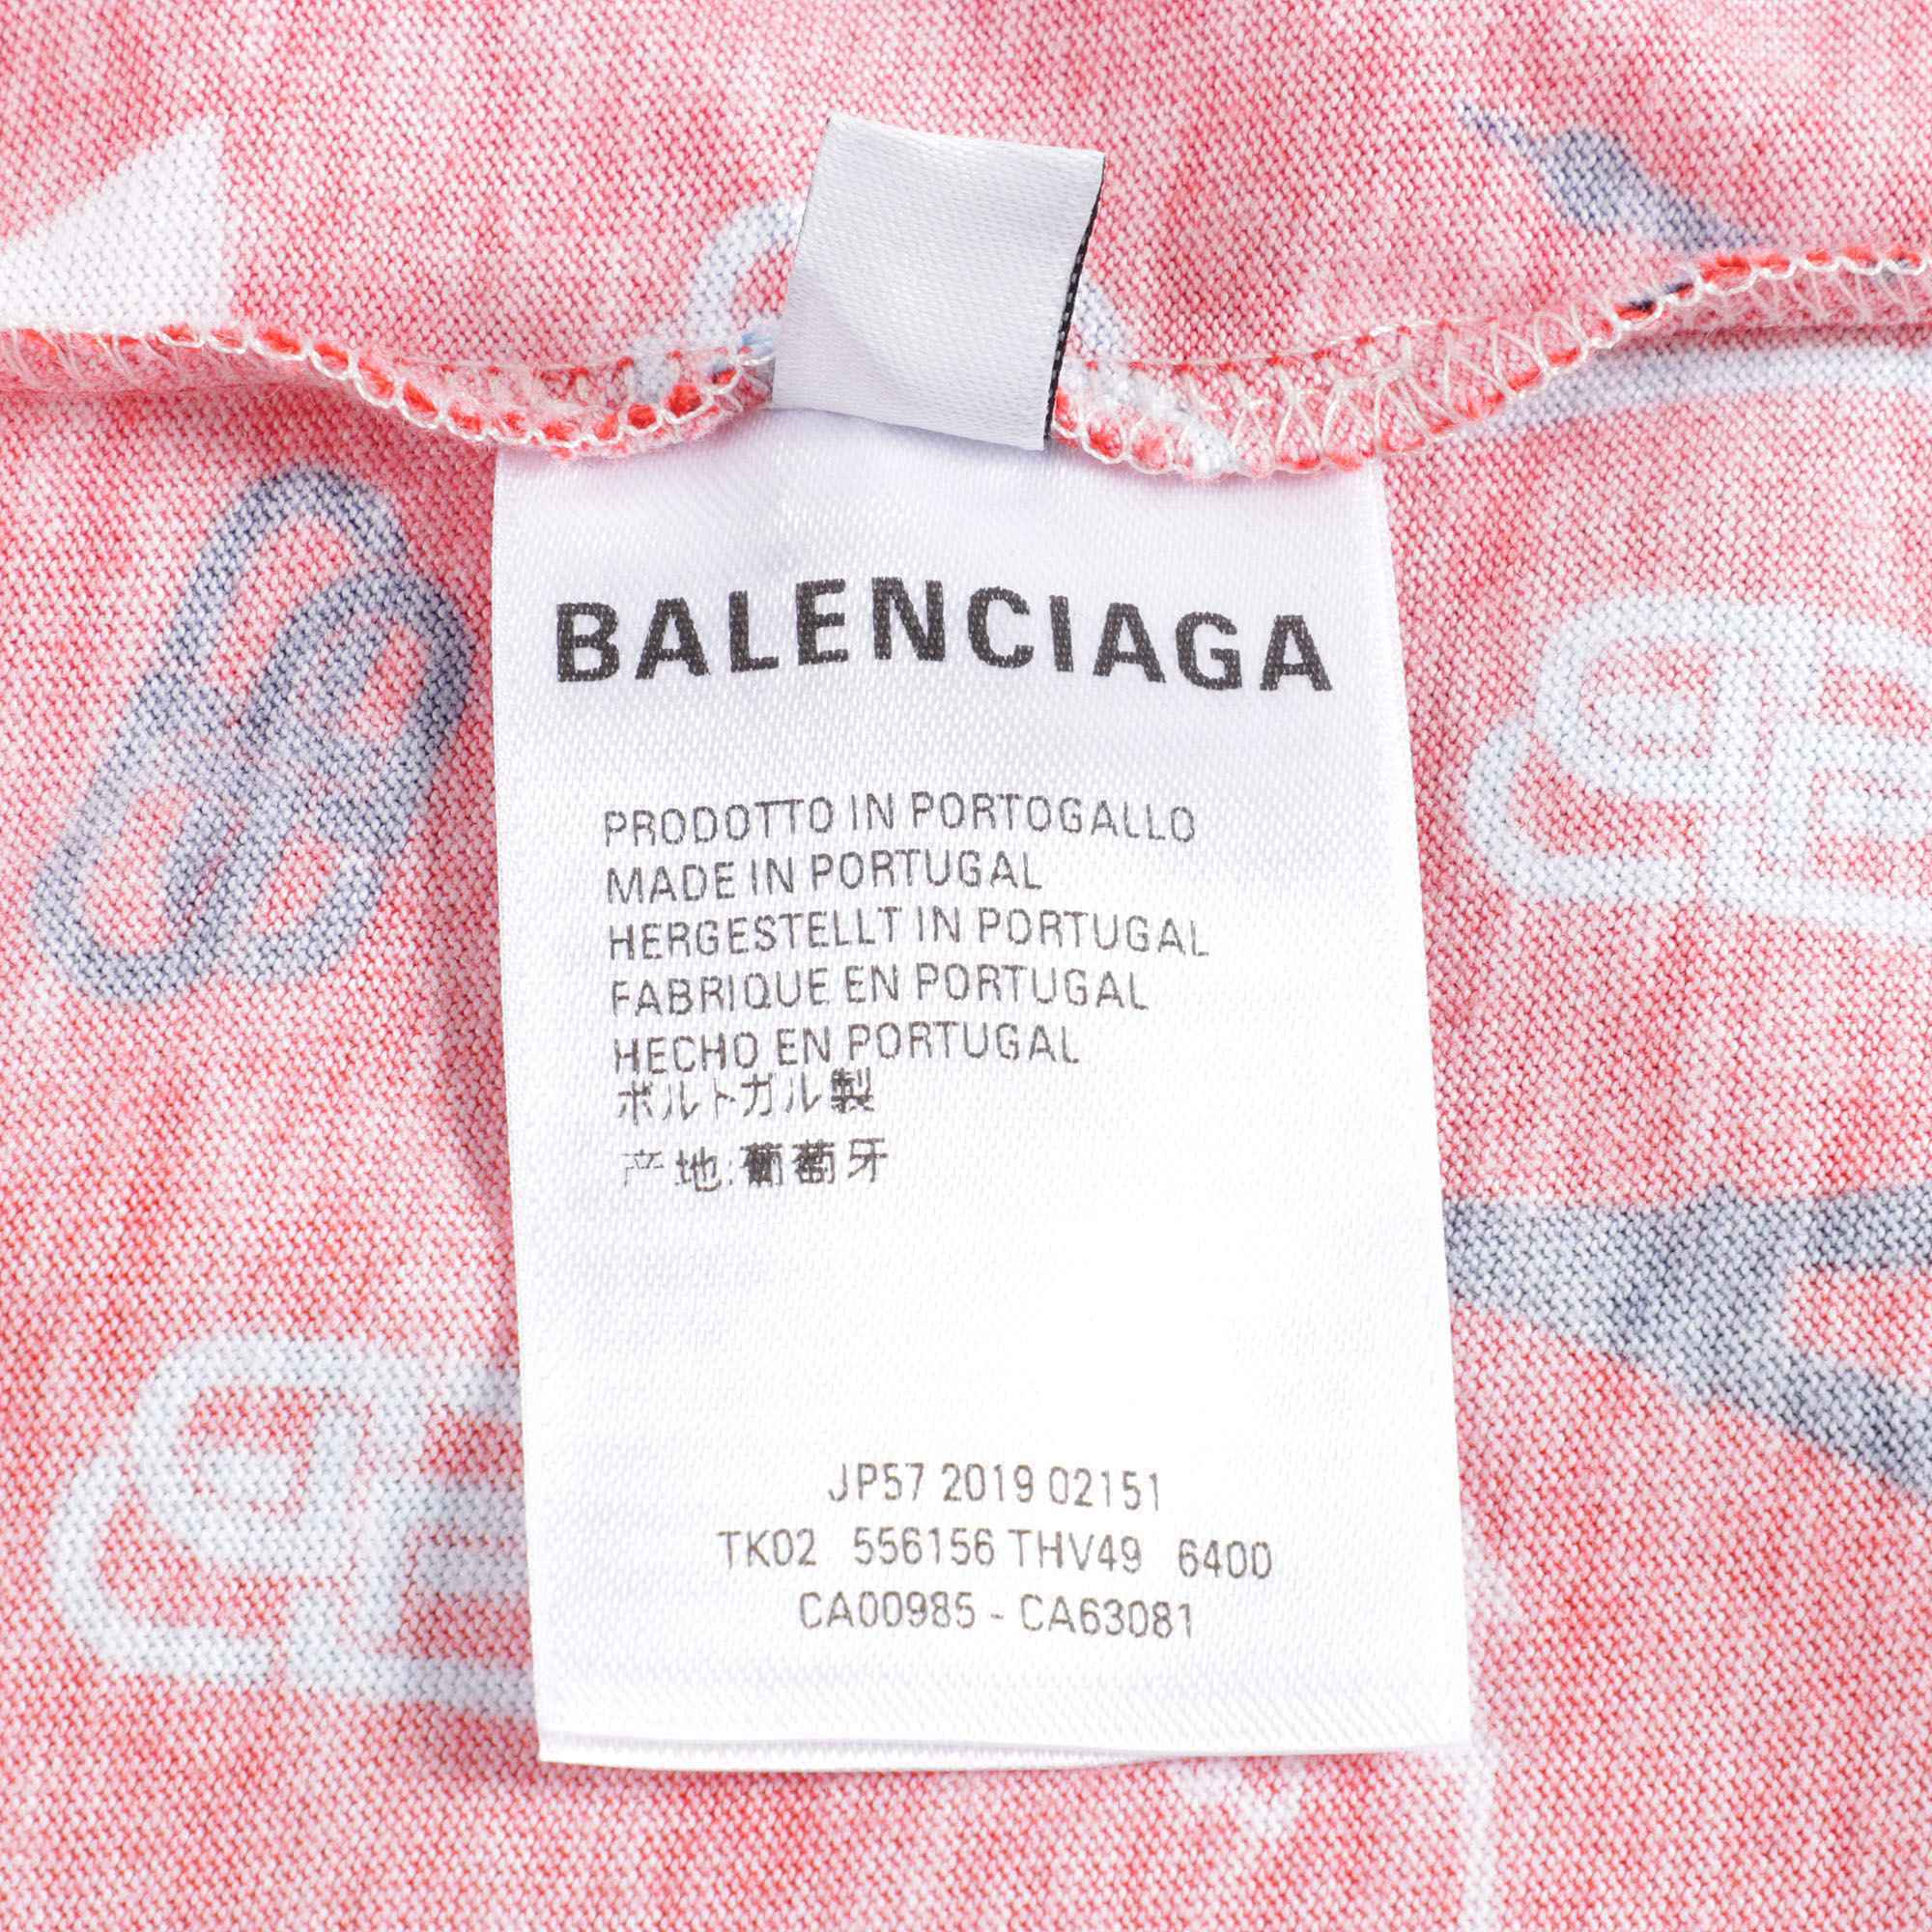 BALENCIAGA
PRODOTTO IN PORTOGALLO
MADE IN PORTUGAL
HERGESTELLT IN PORTUGAL
FABRIQUE EN PORTUGAL
HECHO EN PORTUGAL
ポルトガル製
产地:葡萄牙
JP57 2019 02151
TK02 556156 THV49 6400
CA00985 - CA63081